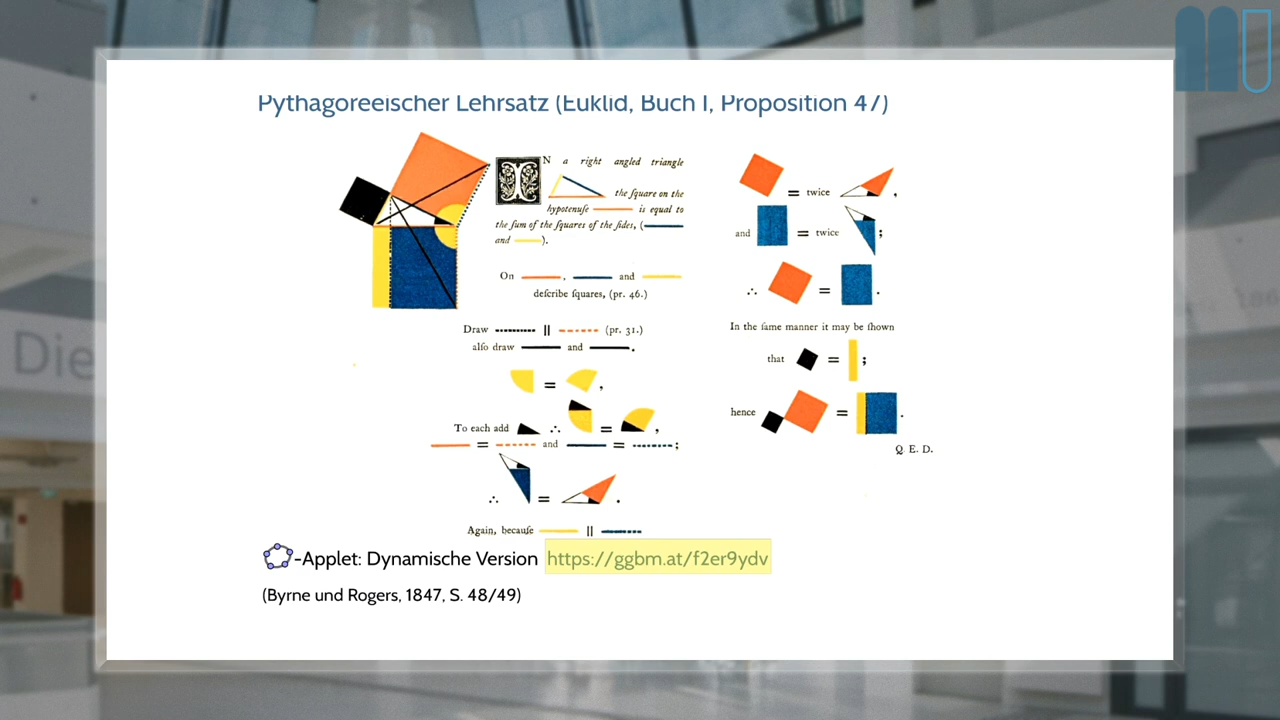 Pythagoreeischer Lehrsatz (Euklid, Buch I, Proposition 47)
IN a right angled triangle
the ſquare on the
hypotenuſe is equal to
the ſum of the ſquares of the ſides, (
and ).
On , and
deſcribe ſquares, (pr. 46.)
Draw || (pr. 31.)
alſo draw and .
= ,
To each add ∴ = ,
= and = ;
∴ = .
Again, becauſe ||
= twice ,
and = twice ;
∴ = .
In the ſame manner it may be ſhown
that = ;
hence = .
Q. E. D.
-Applet: Dynamische Version https://ggbm.at/f2er9ydv
(Byrne und Rogers, 1847, S. 48/49)
Die